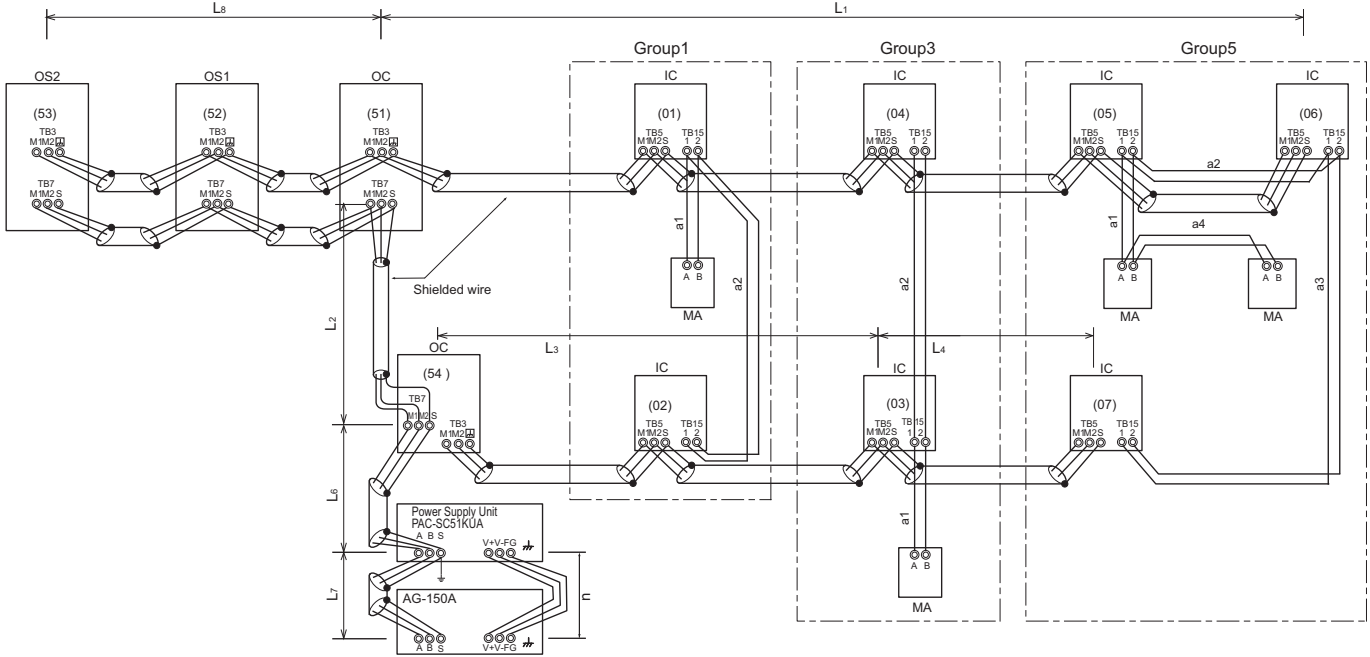 L8
L1
Group1
Group3
Group5
OS2
OS1
OC
IC
IC
IC
IC
(53)
(52)
(51)
(01)
(04)
(05)
(06)
TB3
M1M2
TB3
M1M2
TB3
M1M2
TB5
M1M2S
TB15
1 2
TB5
M1M2S
TB15
1 2
TB5
M1M2S
TB15
1 2
TB5
M1M2S
TB15
1 2
TB7
M1M2 S
TB7
M1M2 S
TB7
M1M2 S
a2
a1
a1
a4
a2
a2
a3
A B
MA
A B
MA
A B
MA
Shielded wire
L2
L3
L4
OC
IC
IC
IC
(54 )
(02)
(03)
(07)
TB7
M1M2 S
TB3
M1M2
TB5
M1M2S
TB15
1 2
TB5
M1M2S
TB15
1 2
TB5
M1M2S
TB15
1 2
L6
a1
Power Supply Unit
PAC-SC51KUA
A B S
V+V-FG
A B
MA
L7
n
AG-150A
A B S
V+V-FG